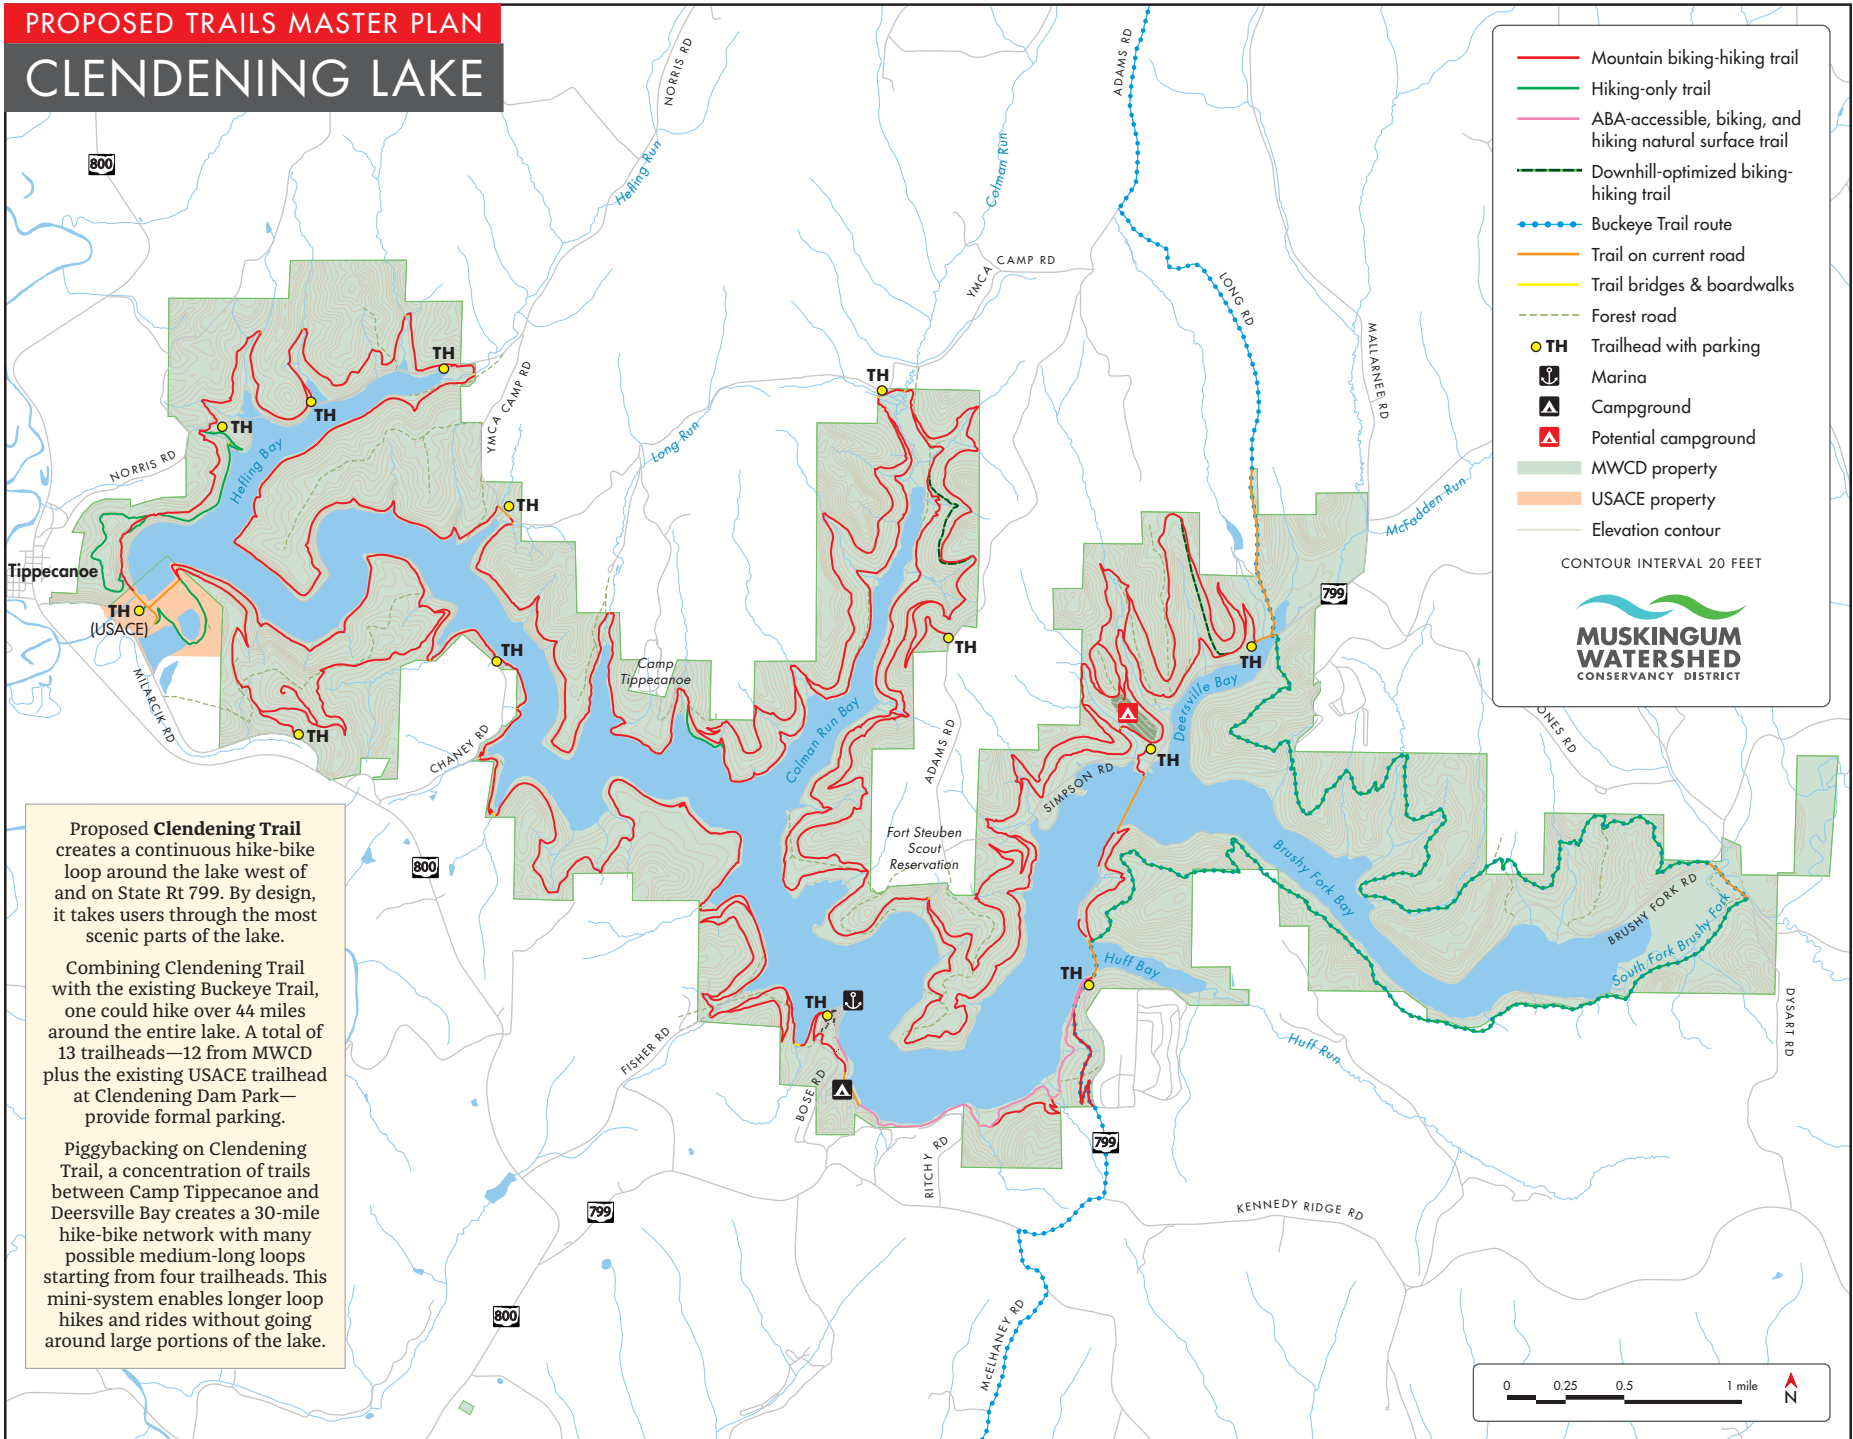 PROPOSED TRAILS MASTER PLAN
CLENDENING LAKE
Mountain biking-hiking trail
Hiking-only trail
ABA-accessible, biking, and
hiking natural surface trail
Downhill-optimized biking-
hiking trail
Buckeye Trail route
Trail on current road
Trail bridges & boardwalks
Forest road
TH Trailhead with parking
Marina
Campground
Potential campground
MWCD property
USACE property
Elevation contour
CONTOUR INTERVAL 20 FEET
MUSKINGUM
WATERSHED
CONSERVANCY DISTRICT
NORRIS RD
ADAMS RD
800
Hefling Run
Colman Run
YMCA CAMP RD
LONG RD
MALLARNEE RD
TH
TH
TH
YMCA CAMP RD
TH
Long Run
Hefling Bay
NORRIS RD
TH
McFadden Run
Tippecanoe
799
TH
(USACE)
TH
TH
TH
Camp
Tippecanoe
Deersville Bay
MILARCIK RD
TH
CHANEY RD
Colman Run Bay
ADAMS RD
TH
SIMPSON RD
ONES RD
Fort Steuben
Scout
Reservation
800
Brushy Fork Bay
BRUSHY FORK RD
South Fork Brushy Fork
TH
Huff Bay
TH
FISHER RD
BOSE RD
Huff Run
DYSART RD
799
RITCHY RD
799
KENNEDY RIDGE RD
800
McELHANEY RD
Proposed Clendening Trail
creates a continuous hike-bike
loop around the lake west of
and on State Rt 799. By design,
it takes users through the most
scenic parts of the lake.
Combining Clendening Trail
with the existing Buckeye Trail,
one could hike over 44 miles
around the entire lake. A total of
13 trailheads—12 from MWCD
plus the existing USACE trailhead
at Clendening Dam Park—
provide formal parking.
Piggybacking on Clendening
Trail, a concentration of trails
between Camp Tippecanoe and
Deersville Bay creates a 30-mile
hike-bike network with many
possible medium-long loops
starting from four trailheads. This
mini-system enables longer loop
hikes and rides without going
around large portions of the lake.
0 0.25 0.5 1 mile
N